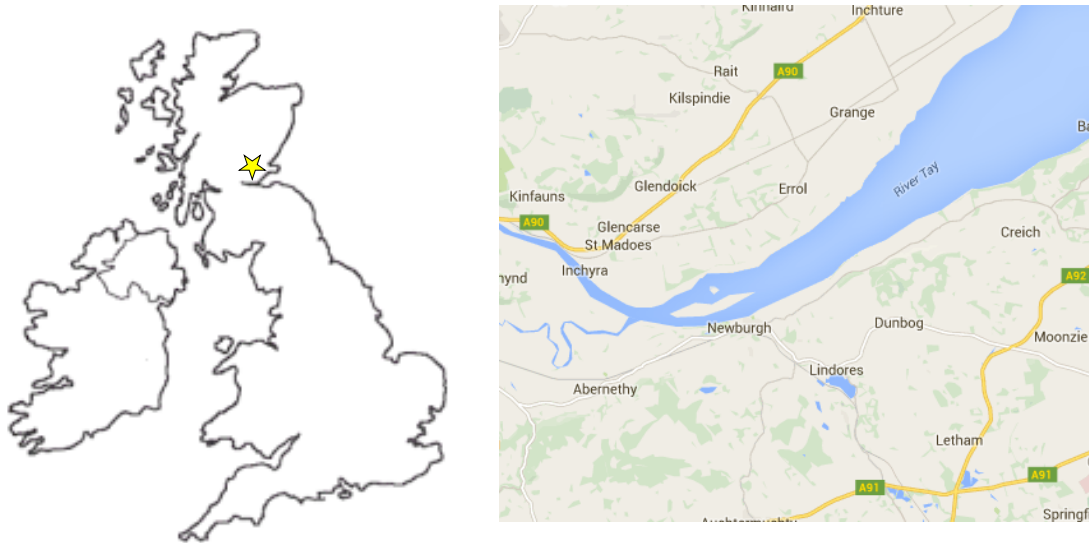 Kinnaird
Inchture
A90
Rait
Kilspindie
Grange
Glendoick
Errol
River Tay
Kinfauns
A90
Glencarse
St Madoes
Creich
Inchyra
A92
Newburgh
Dunbog
Moonzie
Lindores
Abernethy
Letham
A91
A91